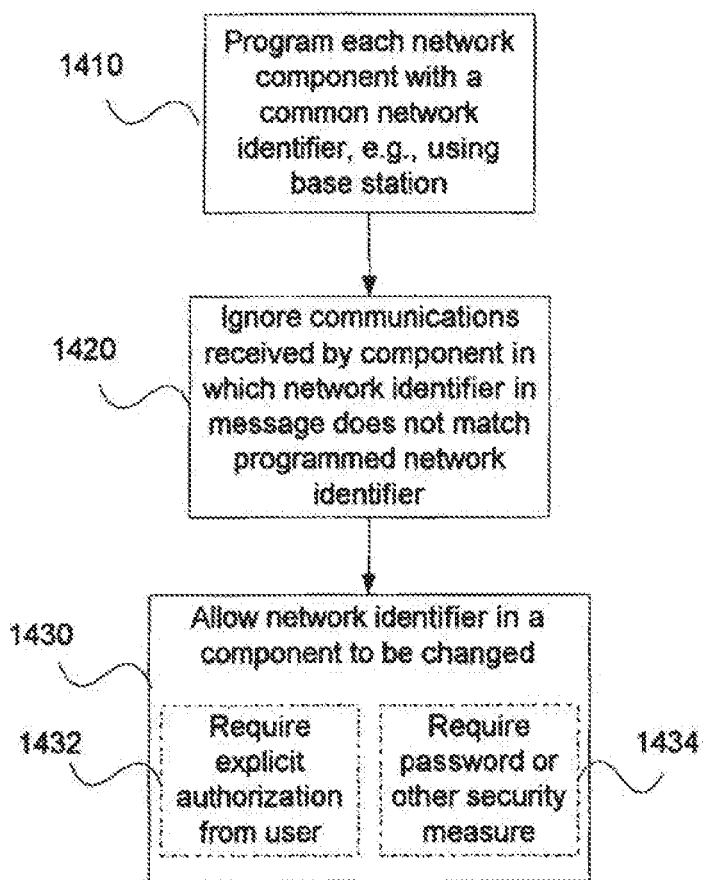 1410
Program each network
component with a
common network
identifier, e.g., using
base station
1420
Ignore communications
received by component in
which network identifier in
message does not match
programmed network
identifier
1430
Allow network identifier in a
component to be changed
1432
Require
explicit
authorization
from user
Require
password or
other security
measure
1434